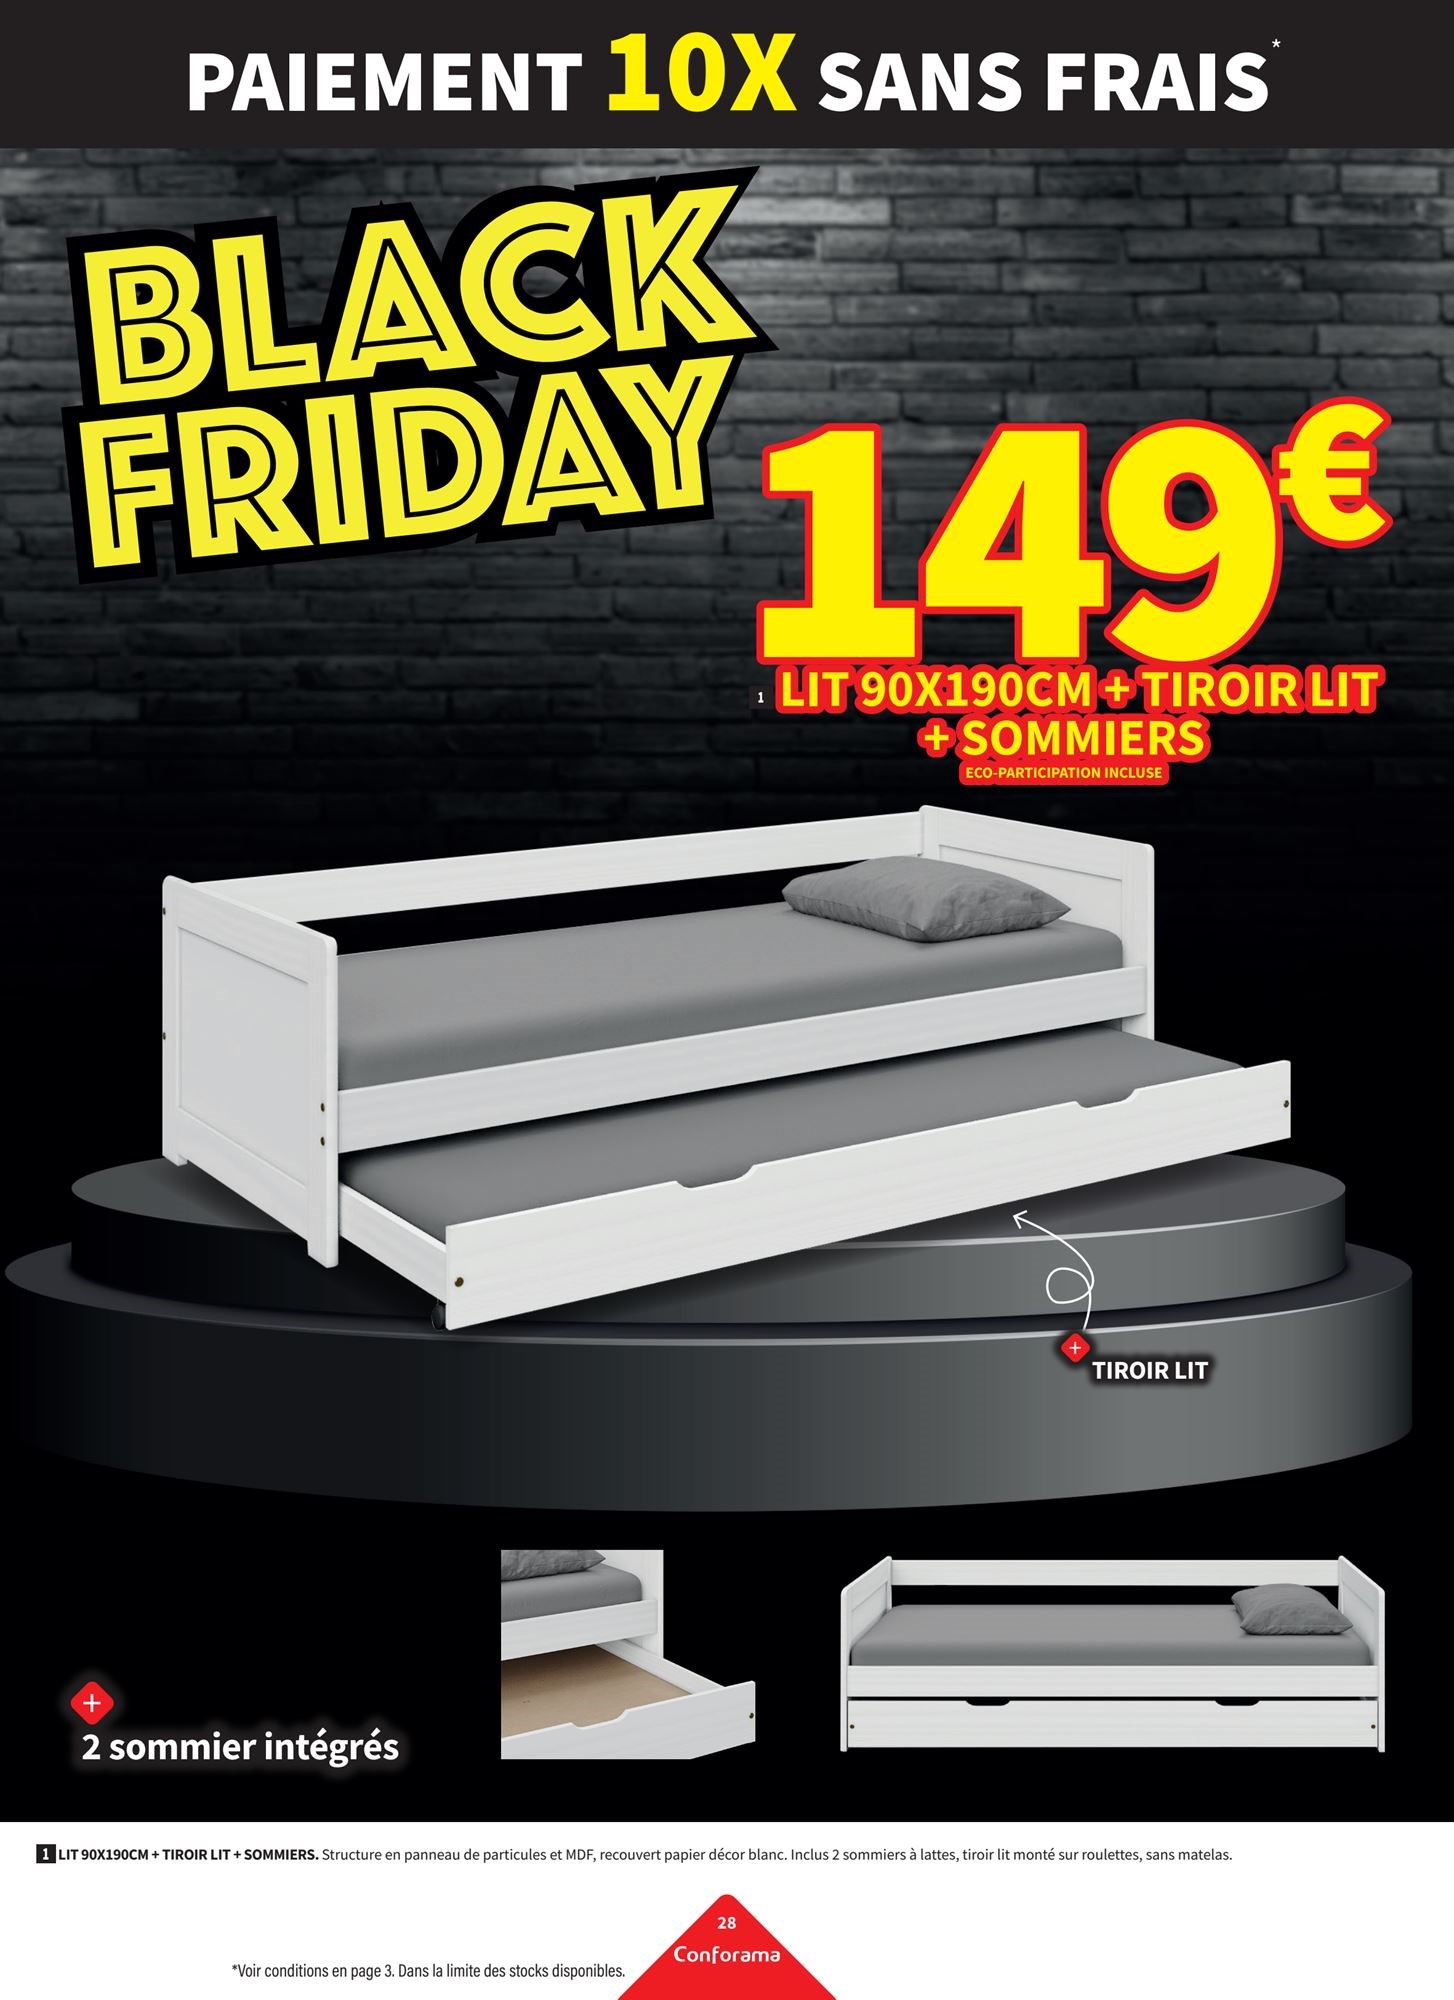 PAIEMENT 10X SANS FRAIS*
BLACK
FRIDAY
149€
1 LIT 90X190CM + TIROIR LIT
+ SOMMIERS
ECO-PARTICIPATION INCLUSE
+
TIROIR LIT
+
2 sommier intégrés
1 LIT 90X190CM + TIROIR LIT + SOMMIERS. Structure en panneau de particules et MDF, recouvert papier décor blanc. Inclus 2 sommiers à lattes, tiroir lit monté sur roulettes, sans matelas.
28
Conforama
*Voir conditions en page 3. Dans la limite des stocks disponibles.